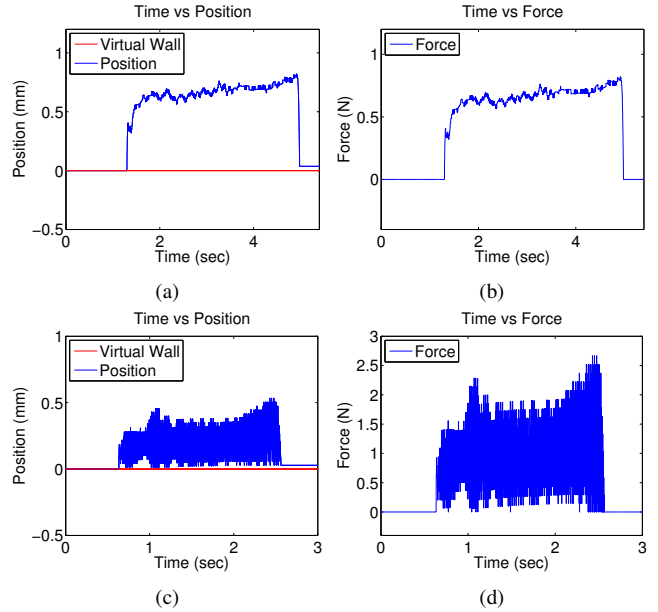 Time vs Position
Position (mm)
1
0.5
0
−0.5
Virtual Wall
Position
0
2
4
Time (sec)
(a)
Time vs Force
Force (N)
1
0.5
0
Force
0
2
4
Time (sec)
(b)
Time vs Position
Position (mm)
1
0.5
0
−0.5
Virtual Wall
Position
0
1
2
3
Time (sec)
(c)
Time vs Force
Force (N)
3
2.5
2
1.5
1
0.5
0
Force
0
1
2
3
Time (sec)
(d)